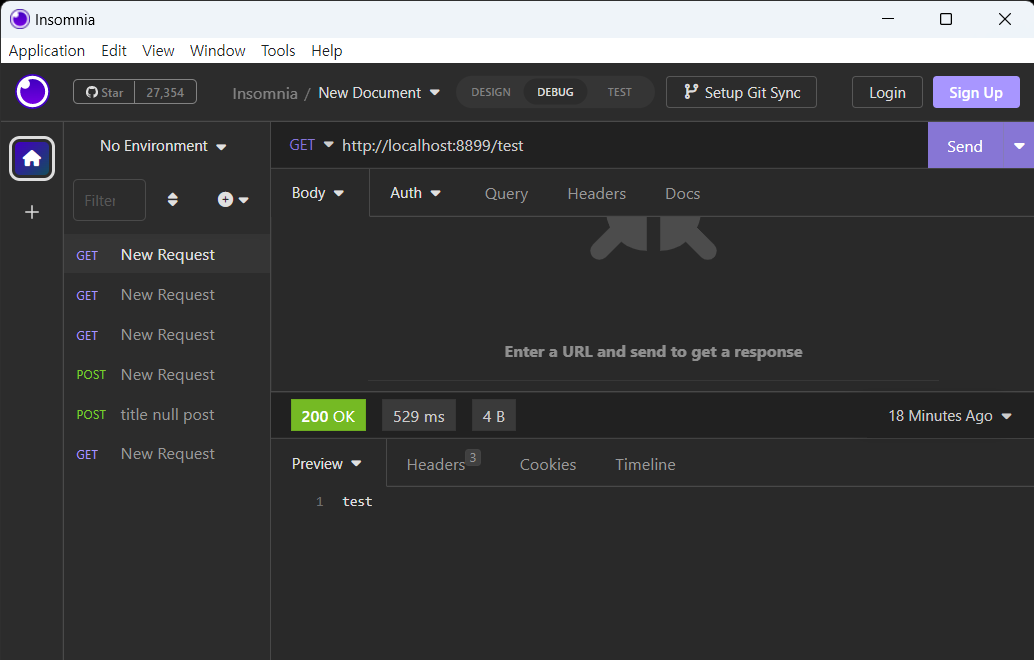 Insomnia
Application Edit View Window Tools Help
Star 27,354 Insomnia / New Document DESIGN DEBUG TEST Setup Git Sync Login Sign Up
No Environment
Filter
GET New Request
GET New Request
GET New Request
POST New Request
POST title null post
GET New Request
GET http://localhost:8899/test Send
Body Auth Query Headers Docs
Enter a URL and send to get a response
200 OK 529 ms 4 B 18 Minutes Ago
Preview Headers 3 Cookies Timeline
1 test